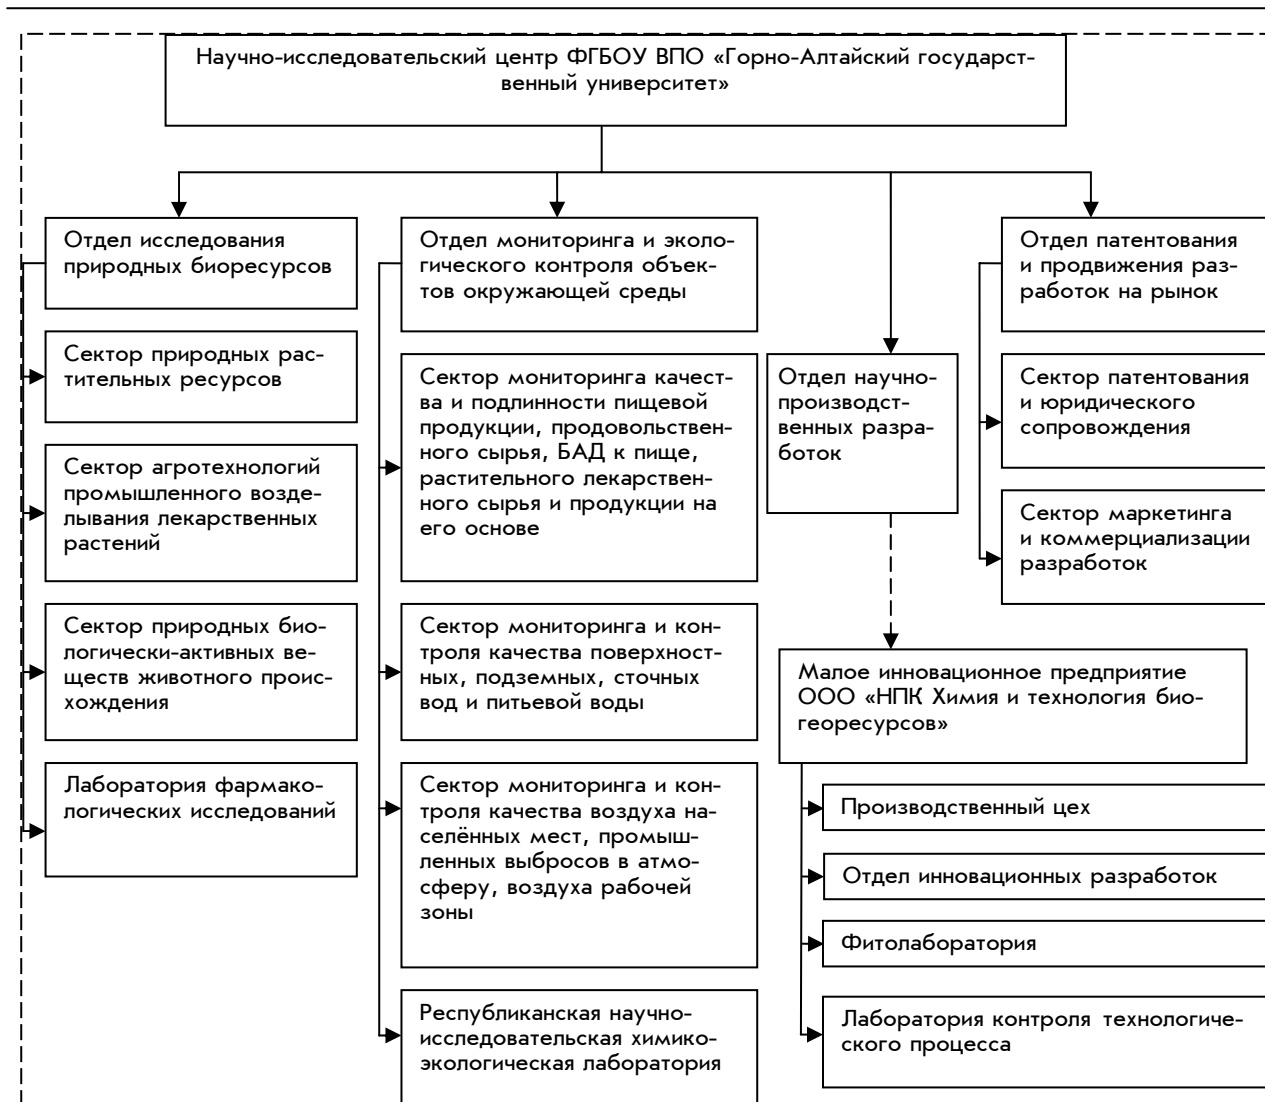 Научно-исследовательский центр ФГБОУ ВПО «Горно-Алтайский государст-
венный университет»
Отдел исследования
природных биоресурсов
Сектор природных рас-
тительных ресурсов
Сектор агротехнологий
промышленного возде-
лывания лекарственных
растений
Сектор природных био-
логически-активных ве-
ществ животного проис-
хождения
Лаборатория фармако-
логических исследований
Отдел мониторинга и эколо-
гического контроля объек-
тов окружающей среды
Сектор мониторинга качест-
ва и подлинности пищевой
продукции, продовольствен-
ного сырья, БАД к пище,
растительного лекарствен-
ного сырья и продукции на
его основе
Сектор мониторинга и кон-
троля качества поверхност-
ных, подземных, сточных
вод и питьевой воды
Сектор мониторинга и кон-
троля качества воздуха на-
селённых мест, промыш-
ленных выбросов в атмо-
сферу, воздуха рабочей
зоны
Республиканская научно-
исследовательская химико-
экологическая лаборатория
Отдел научно-
производст-
венных разра-
боток
Малое инновационное предприятие
ООО «НПК Химия и технология био-
георесурсов»
Производственный цех
Отдел инновационных разработок
Фитолаборатория
Лаборатория контроля технологиче-
ского процесса
Отдел патентования
и продвижения раз-
работок на рынок
Сектор патентования
и юридического
сопровождения
Сектор маркетинга
и коммерциализации
разработок